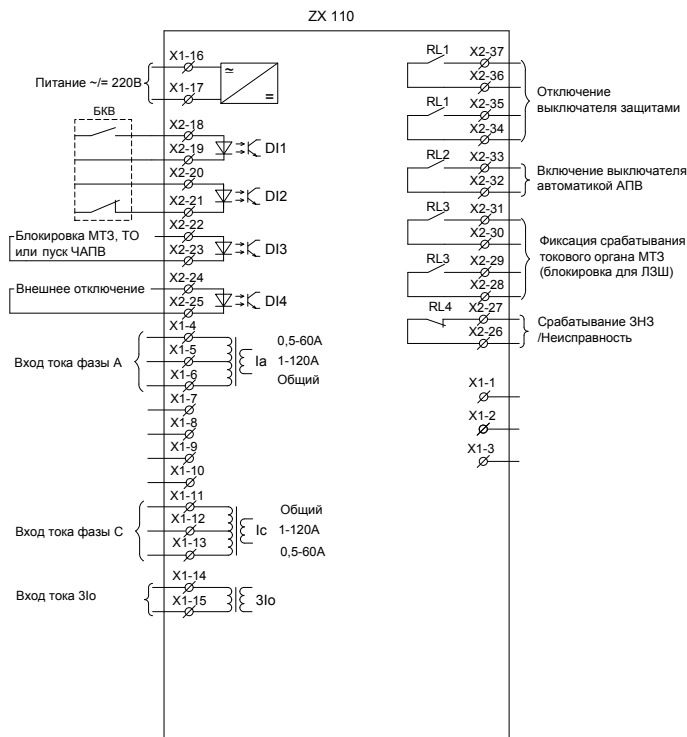 ZX 110
X1-16
Питание ~/= 220В
X1-17
≃
=
БКВ
X2-18
X2-19
DI1
X2-20
X2-21
DI2
X2-22
Блокировка МТЗ, ТО
или пуск ЧАПВ
X2-23
DI3
X2-24
Внешнее отключение
X2-25
DI4
X1-4
0,5-60А
Вход тока фазы А
X1-5
Ia
1-120А
X1-6
Общий
X1-7
X1-8
X1-9
X1-10
X1-11
Общий
Вход тока фазы С
X1-12
Ic
1-120А
X1-13
0,5-60А
X1-14
Вход тока 3Iо
X1-15
3Iо
RL1
X2-37
X2-36
RL1
X2-35
X2-34
Отключение
выключателя защитами
RL2
X2-33
X2-32
Включение выключателя
автоматикой АПВ
RL3
X2-31
X2-30
RL3
X2-29
X2-28
Фиксация срабатывания
токового органа МТЗ
(блокировка для ЛЗШ)
RL4
X2-27
X2-26
Срабатывание ЗНЗ
/Неисправность
X1-1
X1-2
X1-3